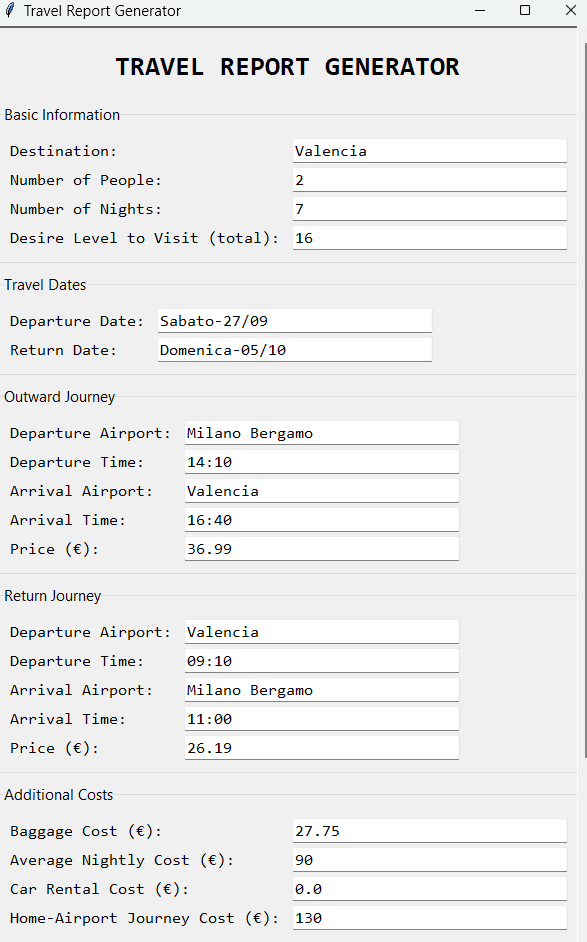 Travel Report Generator
TRAVEL REPORT GENERATOR
Basic Information
Destination: Valencia
Number of People: 2
Number of Nights: 7
Desire Level to Visit (total): 16
Travel Dates
Departure Date: Sabato-27/09
Return Date: Domenica-05/10
Outward Journey
Departure Airport: Milano Bergamo
Departure Time: 14:10
Arrival Airport: Valencia
Arrival Time: 16:40
Price (€): 36.99
Return Journey
Departure Airport: Valencia
Departure Time: 09:10
Arrival Airport: Milano Bergamo
Arrival Time: 11:00
Price (€): 26.19
Additional Costs
Baggage Cost (€): 27.75
Average Nightly Cost (€): 90
Car Rental Cost (€): 0.0
Home-Airport Journey Cost (€): 130